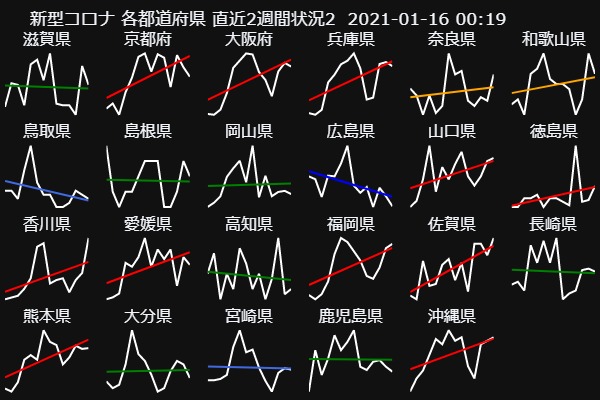 新型コロナ 各都道府県 直近2週間状況2 2021-01-16 00:19
滋賀県 京都府 大阪府 兵庫県 奈良県 和歌山県
鳥取県 島根県 岡山県 広島県 山口県 徳島県
香川県 愛媛県 高知県 福岡県 佐賀県 長崎県
熊本県 大分県 宮崎県 鹿児島県 沖縄県